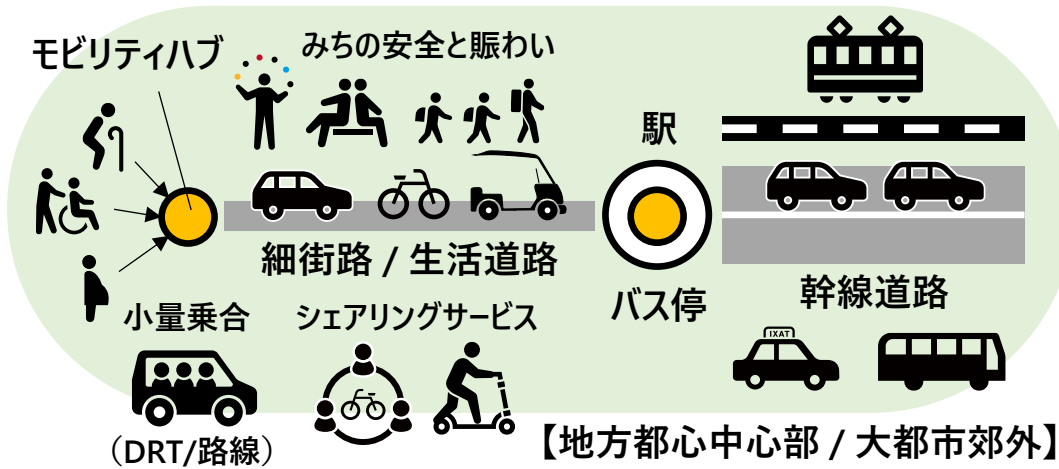 モビリティハブ
みちの安全と賑わい
駅
細街路 / 生活道路
バス停
幹線道路
小量乗合
シェアリングサービス
IXAT
（DRT/路線）
【地方都心中心部 / 大都市郊外】